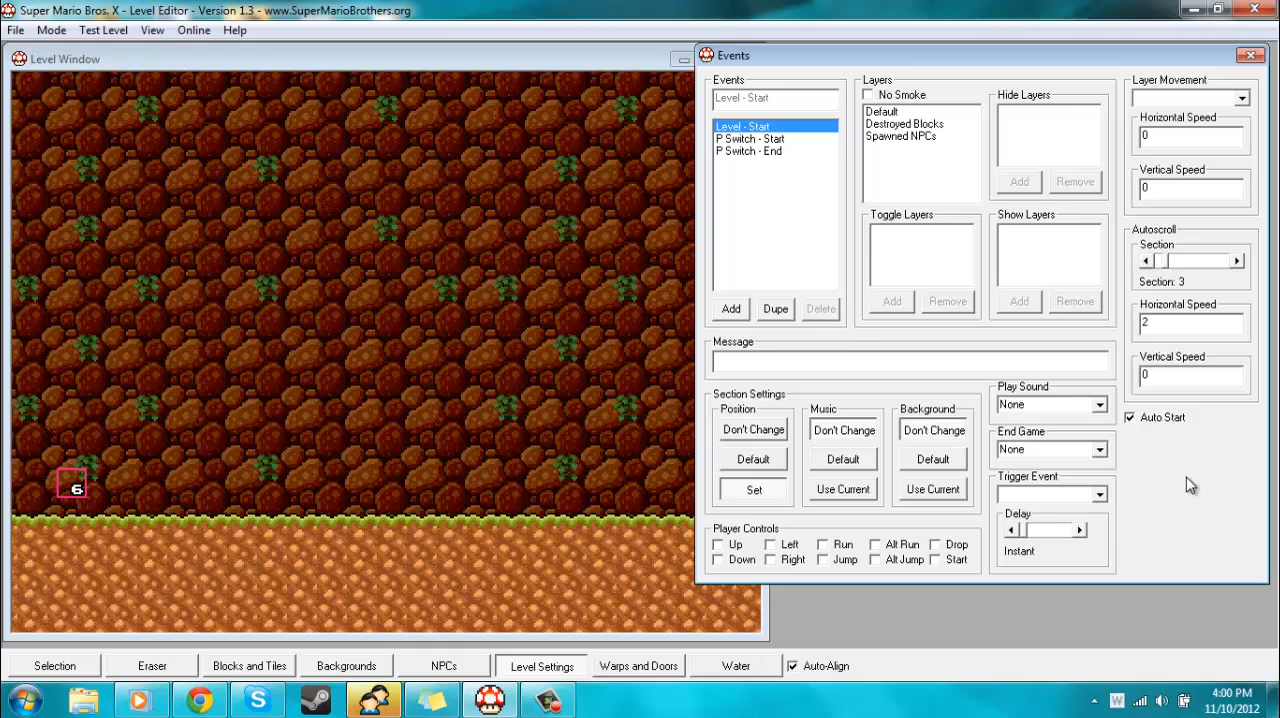 Super Mario Bros. X - Level Editor - Version 1.3 - www.SuperMarioBrothers.org
File Mode Test Level View Online Help
Level Window
6
Events
Events
Level - Start
Level - Start
P Switch - Start
P Switch - End
Add Dupe Delete
Layers
No Smoke
Default
Destroyed Blocks
Spawned NPCs
Hide Layers
Add Remove
Toggle Layers
Add Remove
Show Layers
Add Remove
Layer Movement
Horizontal Speed
0
Vertical Speed
0
Autoscroll
Section
Section: 3
Horizontal Speed
2
Vertical Speed
0
Auto Start
Message
Section Settings
Position
Don't Change
Default
Set
Music
Don't Change
Default
Use Current
Background
Don't Change
Default
Use Current
Play Sound
None
End Game
None
Trigger Event
Delay
Instant
Player Controls
Up Left Run Alt Run Drop
Down Right Jump Alt Jump Start
Selection Eraser Blocks and Tiles Backgrounds NPCs Level Settings Warps and Doors Water Auto-Align
W
4:00 PM
11/10/2012